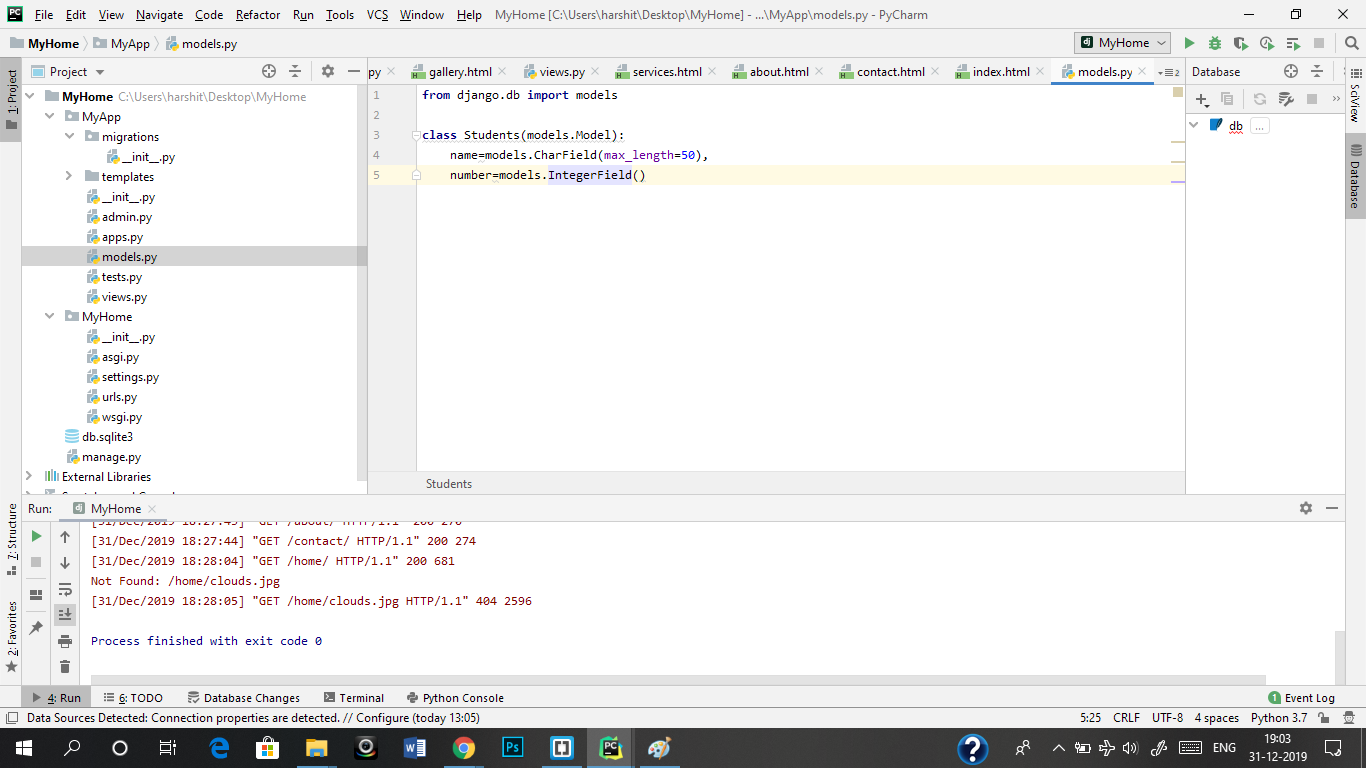 PC File Edit View Navigate Code Refactor Run Tools VCS Window Help MyHome [C:\Users\harshit\Desktop\MyHome] - ...\MyApp\models.py - PyCharm
MyHome MyApp models.py dj MyHome
1: Project
Project
py gallery.html views.py services.html about.html contact.html index.html models.py 2
Database
MyHome C:\Users\harshit\Desktop\MyHome
MyApp
migrations
__init__.py
templates
__init__.py
admin.py
apps.py
models.py
tests.py
views.py
MyHome
__init__.py
asgi.py
settings.py
urls.py
wsgi.py
db.sqlite3
manage.py
External Libraries
1 from django.db import models
2
3 class Students(models.Model):
4 name=models.CharField(max_length=50),
5 number=models.IntegerField()
Students
db ...
SciView
Database
Run: dj MyHome
[31/Dec/2019 18:27:43] "GET /about/ HTTP/1.1" 200 276
[31/Dec/2019 18:27:44] "GET /contact/ HTTP/1.1" 200 274
[31/Dec/2019 18:28:04] "GET /home/ HTTP/1.1" 200 681
Not Found: /home/clouds.jpg
[31/Dec/2019 18:28:05] "GET /home/clouds.jpg HTTP/1.1" 404 2596
Process finished with exit code 0
7: Structure
2: Favorites
4: Run 6: TODO Database Changes Terminal Python Console 1 Event Log
Data Sources Detected: Connection properties are detected. // Configure (today 13:05) 5:25 CRLF UTF-8 4 spaces Python 3.7
W Ps PC ? ENG 19:03
31-12-2019